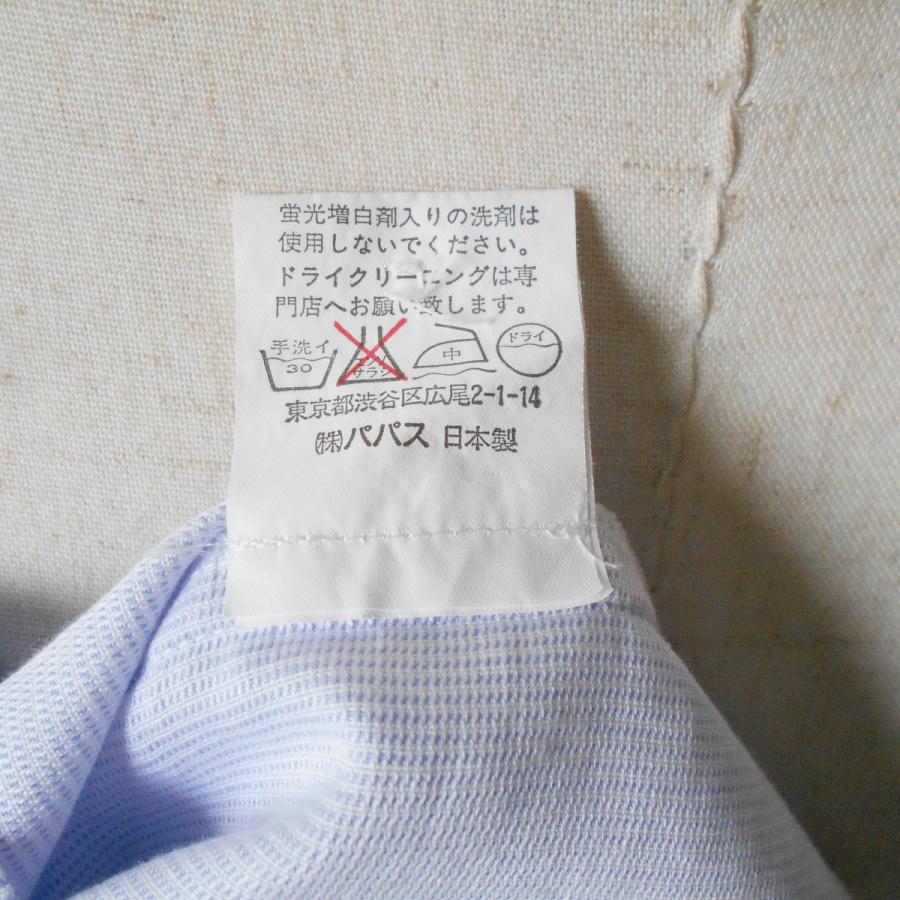 蛍光増白剤入りの洗剤は
使用しないでください。
ドライクリーニングは専
門店へお願い致します。
手洗イ 30
エンソ サラシ
中
ドライ
東京都渋谷区広尾2-1-14
㈱パパス 日本製